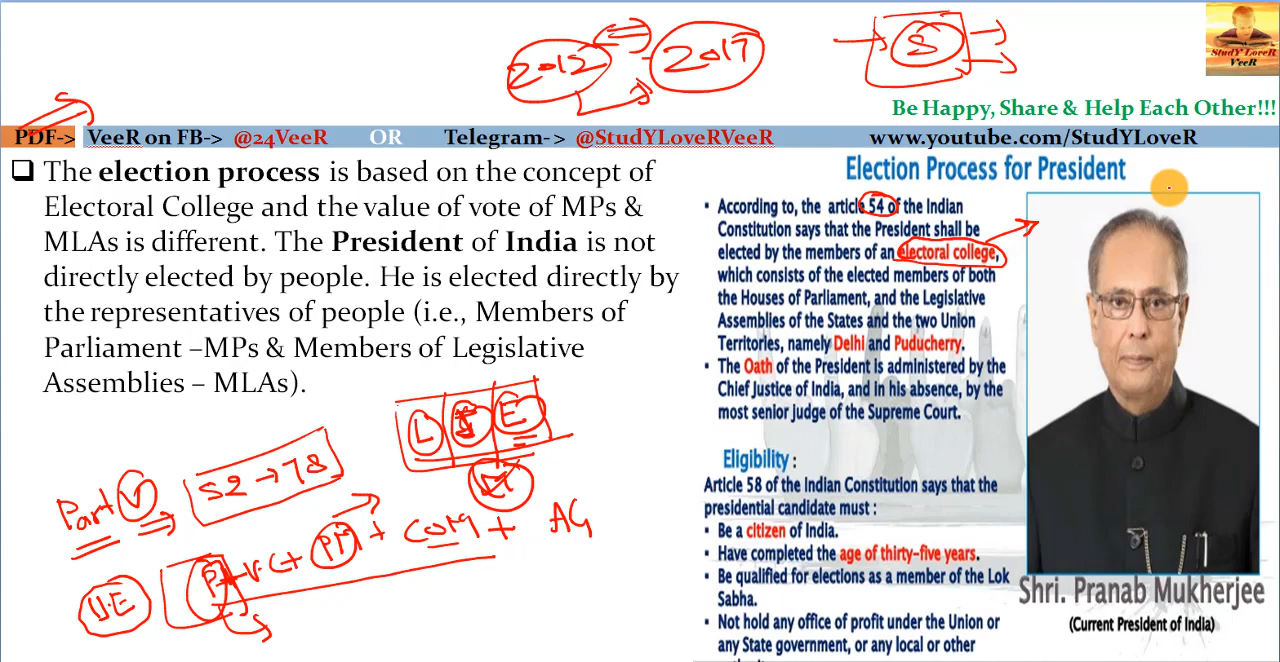 2012 2017 5
StudY LoveR
VeeR
Be Happy, Share & Help Each Other!!!
PDF-> VeeR on FB-> @24VeeR OR Telegram-> @StudYLoveRVeeR www.youtube.com/StudYLoveR
❑ The election process is based on the concept of
Electoral College and the value of vote of MPs &
MLAs is different. The President of India is not
directly elected by people. He is elected directly by
the representatives of people (i.e., Members of
Parliament –MPs & Members of Legislative
Assemblies – MLAs).
L J E
Part V 52 → 78
U.E P + V.C + PM + COM + AG
Election Process for President
• According to, the article 54 of the Indian
Constitution says that the President shall be
elected by the members of an electoral college,
which consists of the elected members of both
the Houses of Parliament, and the Legislative
Assemblies of the States and the two Union
Territories, namely Delhi and Puducherry.
• The Oath of the President is administered by the
Chief Justice of India, and in his absence, by the
most senior Judge of the Supreme Court.
Eligibility :
Article 58 of the Indian Constitution says that the
presidential candidate must :
• Be a citizen of India.
• Have completed the age of thirty-five years.
• Be qualified for elections as a member of the Lok
Sabha.
• Not hold any office of profit under the Union or
any State government, or any local or other
Shri. Pranab Mukherjee
(Current President of India)